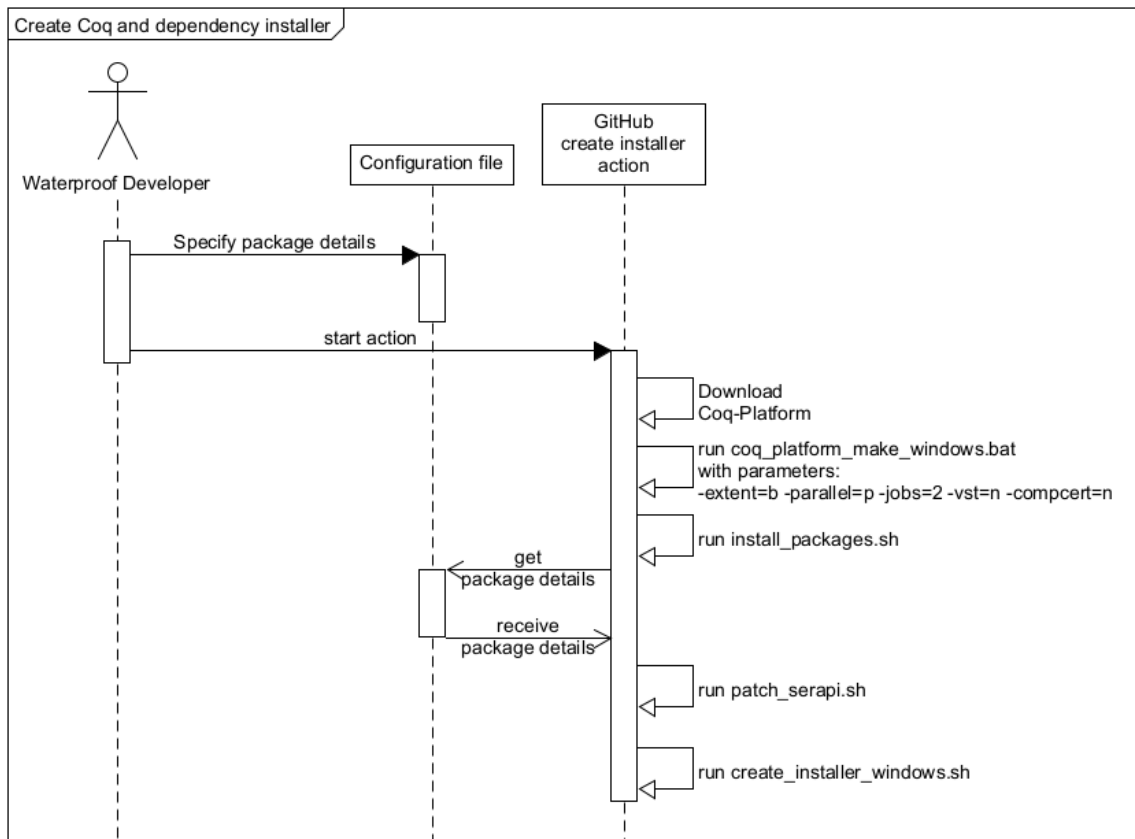 Create Coq and dependency installer
GitHub
create installer
action
Configuration file
Waterproof Developer
Specify package details
start action
Download
Coq-Platform
run coq_platform_make_windows.bat
with parameters:
-extent=b -parallel=p -jobs=2 -vst=n -compcert=n
run install_packages.sh
get
package details
receive
package details
run patch_serapi.sh
run create_installer_windows.sh